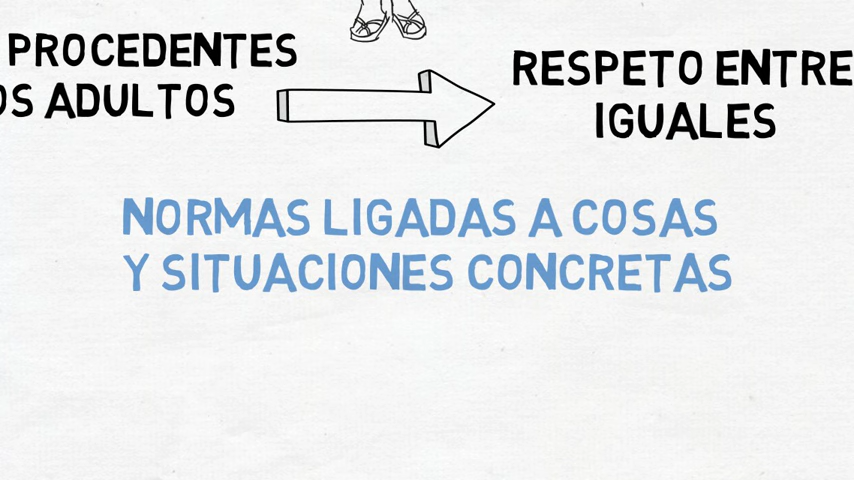 PROCEDENTES
OS ADULTOS
RESPETO ENTRE
IGUALES
NORMAS LIGADAS A COSAS
Y SITUACIONES CONCRETAS